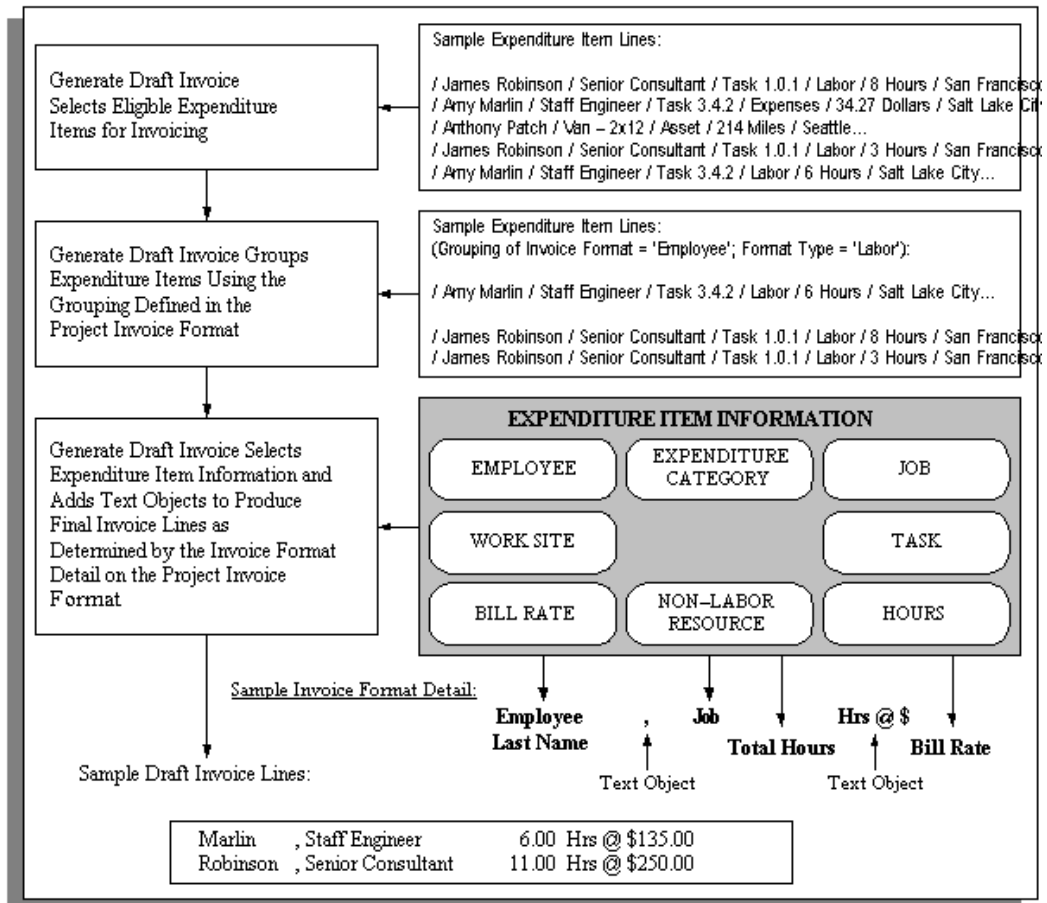 Generate Draft Invoice
Selects Eligible Expenditure
Items for Invoicing
Sample Expenditure Item Lines:
/ James Robinson / Senior Consultant / Task 1.0.1 / Labor / 8 Hours / San Francisco
/ Amy Marlin / Staff Engineer / Task 3.4.2 / Expenses / 34.27 Dollars / Salt Lake City
/ Anthony Patch / Van – 2x12 / Asset / 214 Miles / Seattle...
/ James Robinson / Senior Consultant / Task 1.0.1 / Labor / 3 Hours / San Francisco
/ Amy Marlin / Staff Engineer / Task 3.4.2 / Labor / 6 Hours / Salt Lake City...
Generate Draft Invoice Groups
Expenditure Items Using the
Grouping Defined in the
Project Invoice Format
Sample Expenditure Item Lines:
(Grouping of Invoice Format = 'Employee'; Format Type = 'Labor'):
/ Amy Marlin / Staff Engineer / Task 3.4.2 / Labor / 6 Hours / Salt Lake City...
/ James Robinson / Senior Consultant / Task 1.0.1 / Labor / 8 Hours / San Francisco
/ James Robinson / Senior Consultant / Task 1.0.1 / Labor / 3 Hours / San Francisco
Generate Draft Invoice Selects
Expenditure Item Information and
Adds Text Objects to Produce
Final Invoice Lines as
Determined by the Invoice Format
Detail on the Project Invoice
Format
EXPENDITURE ITEM INFORMATION
EMPLOYEE
EXPENDITURE
CATEGORY
JOB
WORK SITE
TASK
BILL RATE
NON–LABOR
RESOURCE
HOURS
Sample Invoice Format Detail:
Employee , Job Hrs @ $
Last Name Total Hours Bill Rate
Text Object Text Object
Sample Draft Invoice Lines:
Marlin , Staff Engineer 6.00 Hrs @ $135.00
Robinson , Senior Consultant 11.00 Hrs @ $250.00